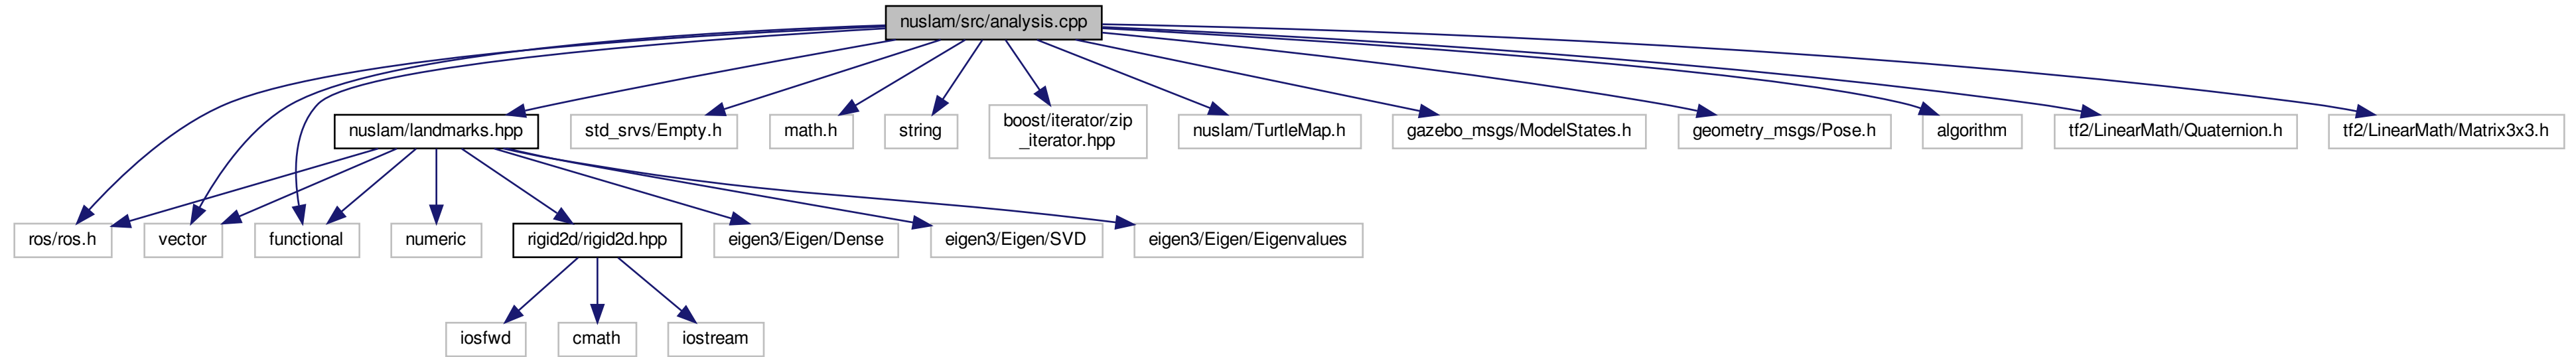 nuslam/src/analysis.cpp
nuslam/landmarks.hpp
std_srvs/Empty.h
math.h
string
boost/iterator/zip
_iterator.hpp
nuslam/TurtleMap.h
gazebo_msgs/ModelStates.h
geometry_msgs/Pose.h
algorithm
tf2/LinearMath/Quaternion.h
tf2/LinearMath/Matrix3x3.h
ros/ros.h
vector
functional
numeric
rigid2d/rigid2d.hpp
eigen3/Eigen/Dense
eigen3/Eigen/SVD
eigen3/Eigen/Eigenvalues
iosfwd
cmath
iostream